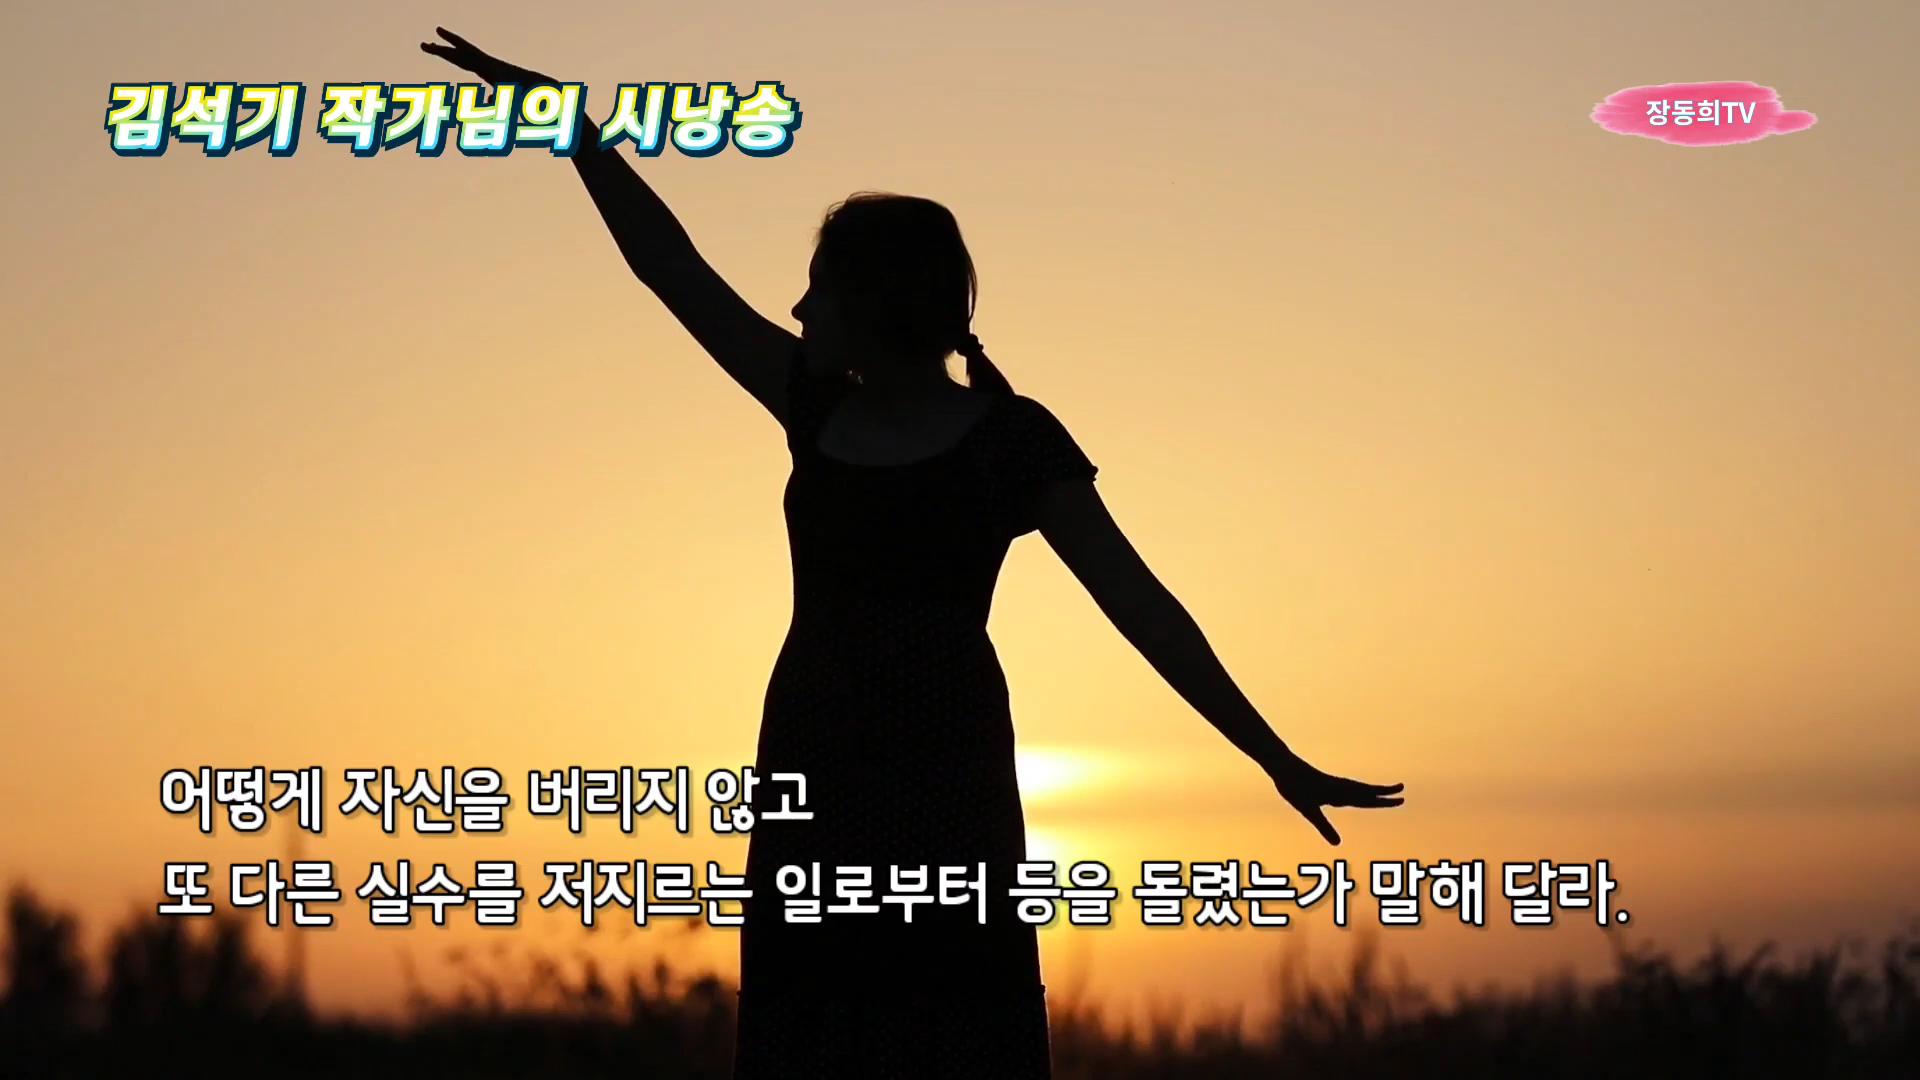 김석기 작가님의 시낭송
장동희TV
어떻게 자신을 버리지 않고
또 다른 실수를 저지르는 일로부터 등을 돌렸는가 말해 달라.